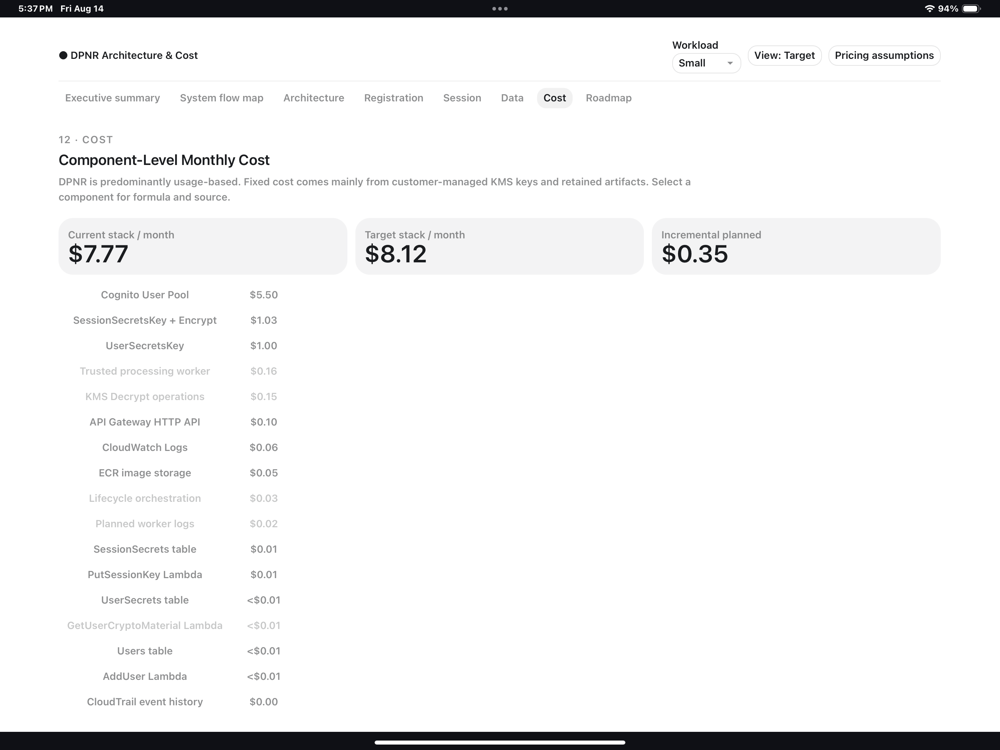 5:37 PM Fri Aug 14
94%
DPNR Architecture & Cost
Workload
Small
View: Target
Pricing assumptions
Executive summary
System flow map
Architecture
Registration
Session
Data
Cost
Roadmap
12 · COST
Component-Level Monthly Cost
DPNR is predominantly usage-based. Fixed cost comes mainly from customer-managed KMS keys and retained artifacts. Select a
component for formula and source.
Current stack / month
$7.77
Target stack / month
$8.12
Incremental planned
$0.35
Cognito User Pool $5.50
SessionSecretsKey + Encrypt $1.03
UserSecretsKey $1.00
Trusted processing worker $0.16
KMS Decrypt operations $0.15
API Gateway HTTP API $0.10
CloudWatch Logs $0.06
ECR image storage $0.05
Lifecycle orchestration $0.03
Planned worker logs $0.02
SessionSecrets table $0.01
PutSessionKey Lambda $0.01
UserSecrets table <$0.01
GetUserCryptoMaterial Lambda <$0.01
Users table <$0.01
AddUser Lambda <$0.01
CloudTrail event history $0.00